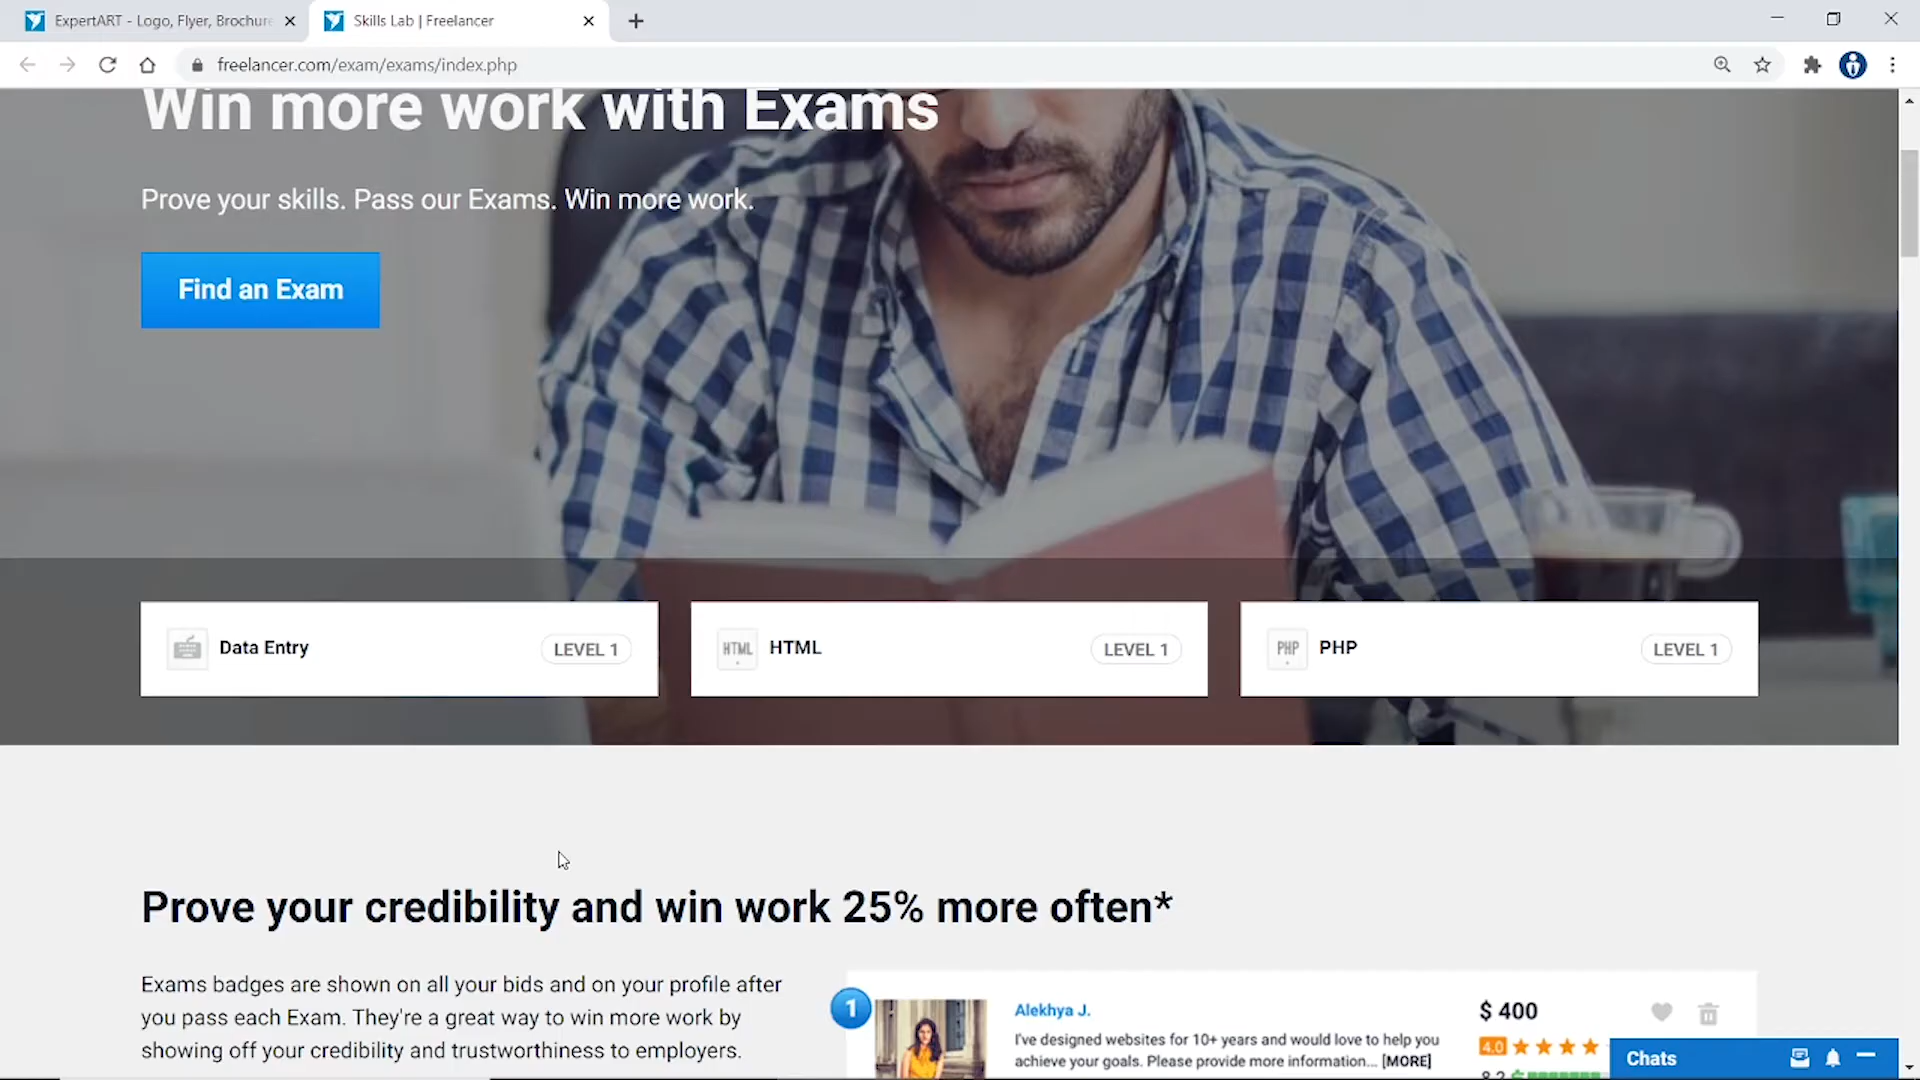 ExpertART - Logo, Flyer, Brochure
Skills Lab | Freelancer
freelancer.com/exam/exams/index.php
Win more work with Exams
Prove your skills. Pass our Exams. Win more work.
Find an Exam
Data Entry
LEVEL 1
HTML
HTML
LEVEL 1
PHP
PHP
LEVEL 1
Prove your credibility and win work 25% more often*
Exams badges are shown on all your bids and on your profile after
you pass each Exam. They're a great way to win more work by
showing off your credibility and trustworthiness to employers.
1
Alekhya J.
I've designed websites for 10+ years and would love to help you
achieve your goals. Please provide more information... [MORE]
$ 400
4.0
8.2
Chats